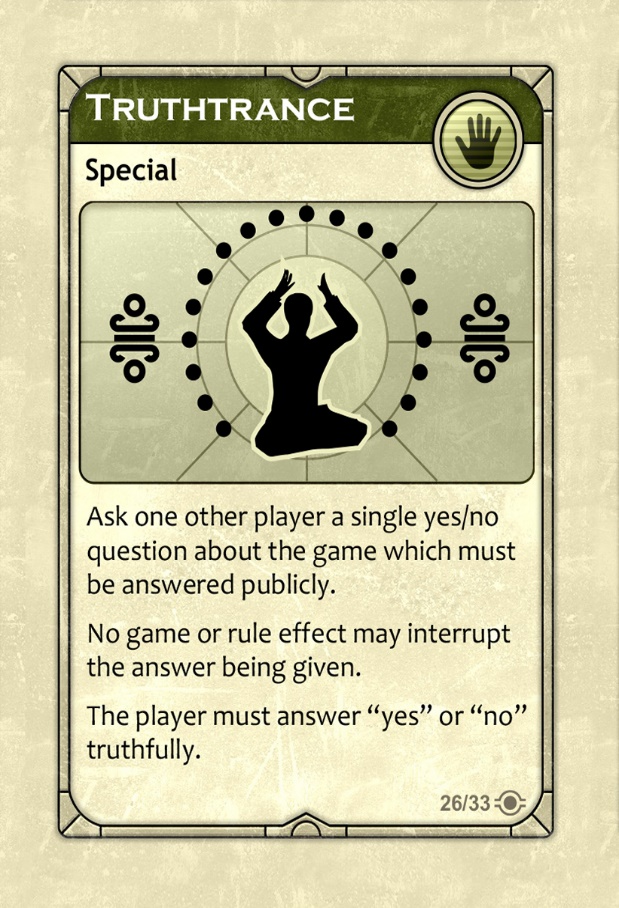 Truthtrance
Special
Ask one other player a single yes/no
question about the game which must
be answered publicly.
No game or rule effect may interrupt
the answer being given.
The player must answer “yes” or “no”
truthfully.
26/33